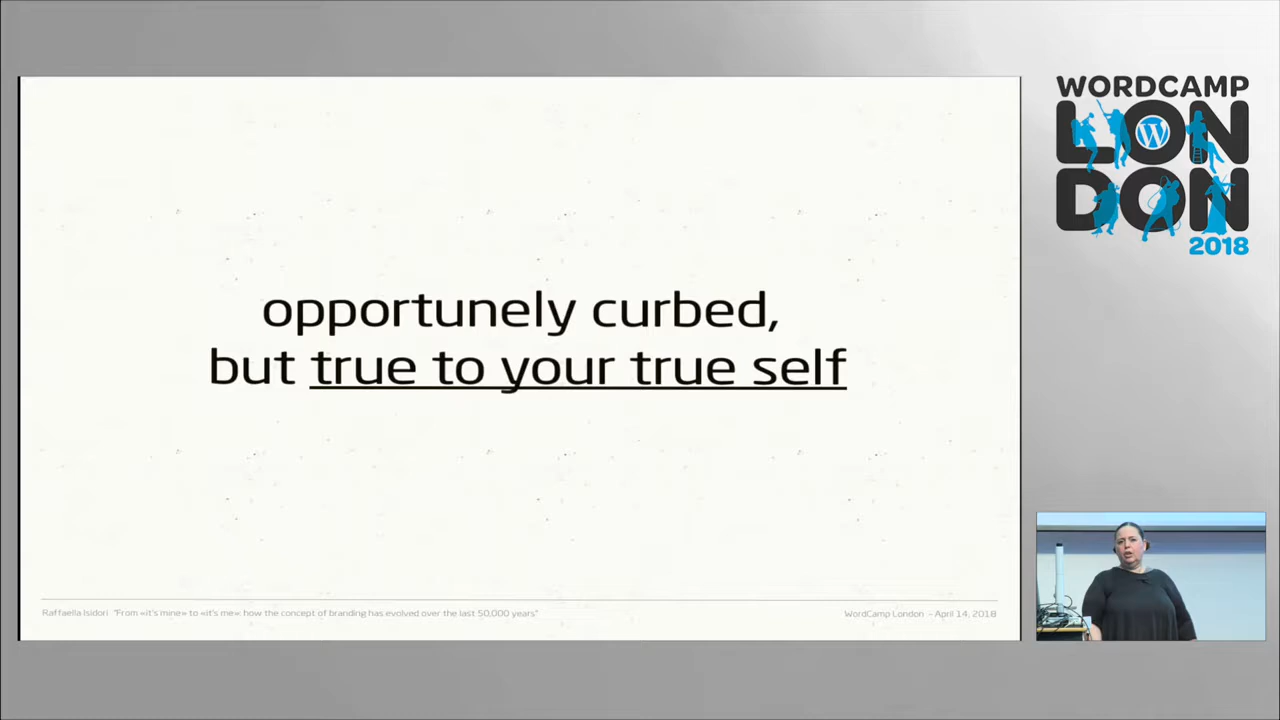 opportunely curbed,
but true to your true self
Raffaella Isidori "From «it's mine» to «it's me»: how the concept of branding has evolved over the last 50,000 years"
WordCamp London - April 14, 2018
WORDCAMP
LON
DON
2018